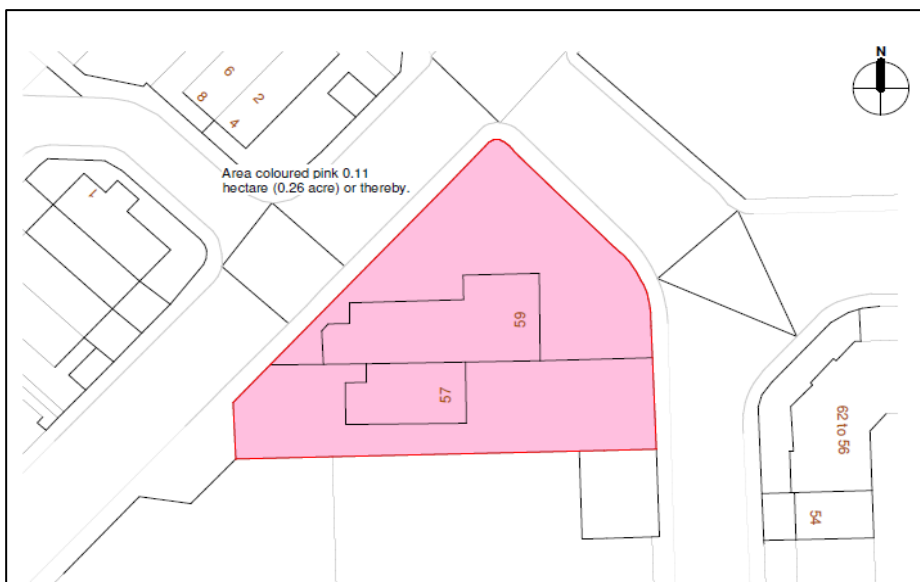 N
6
2
8
4
Area coloured pink 0.11
hectare (0.26 acre) or thereby.
1
59
57
62 to 56
54